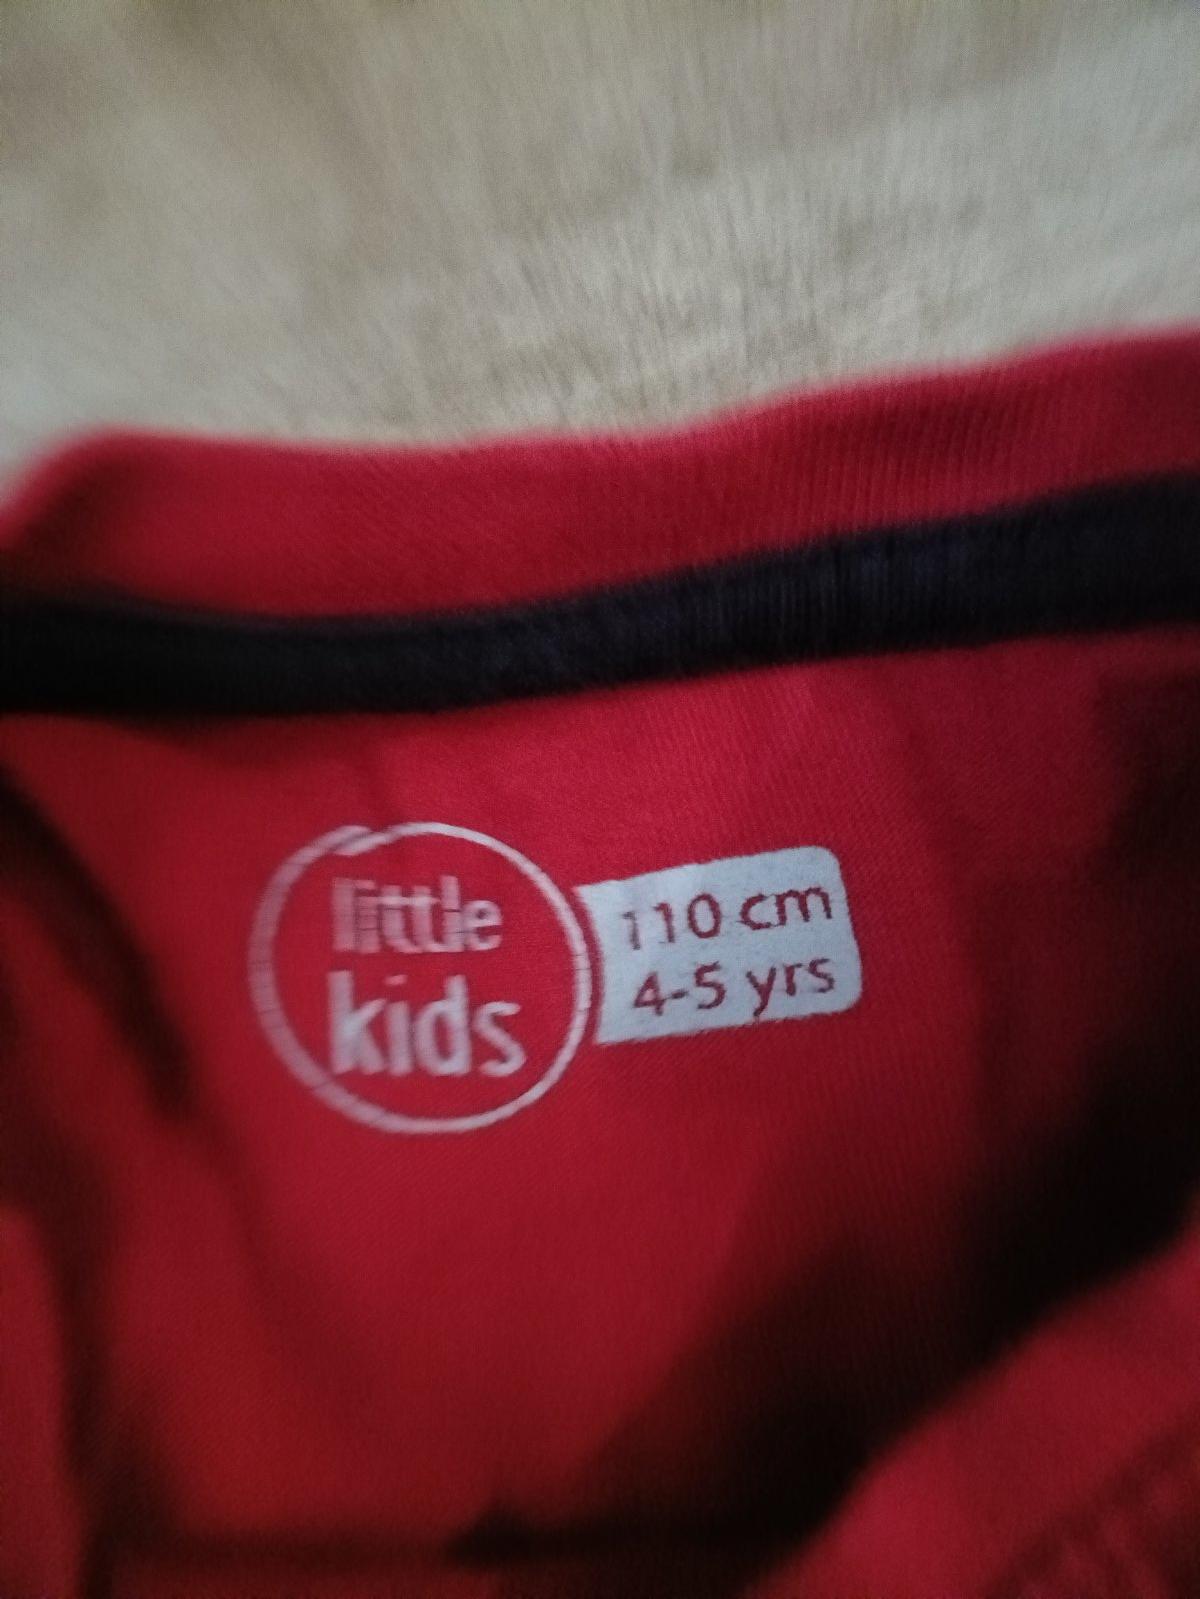 little
kids
110 cm
4-5 yrs